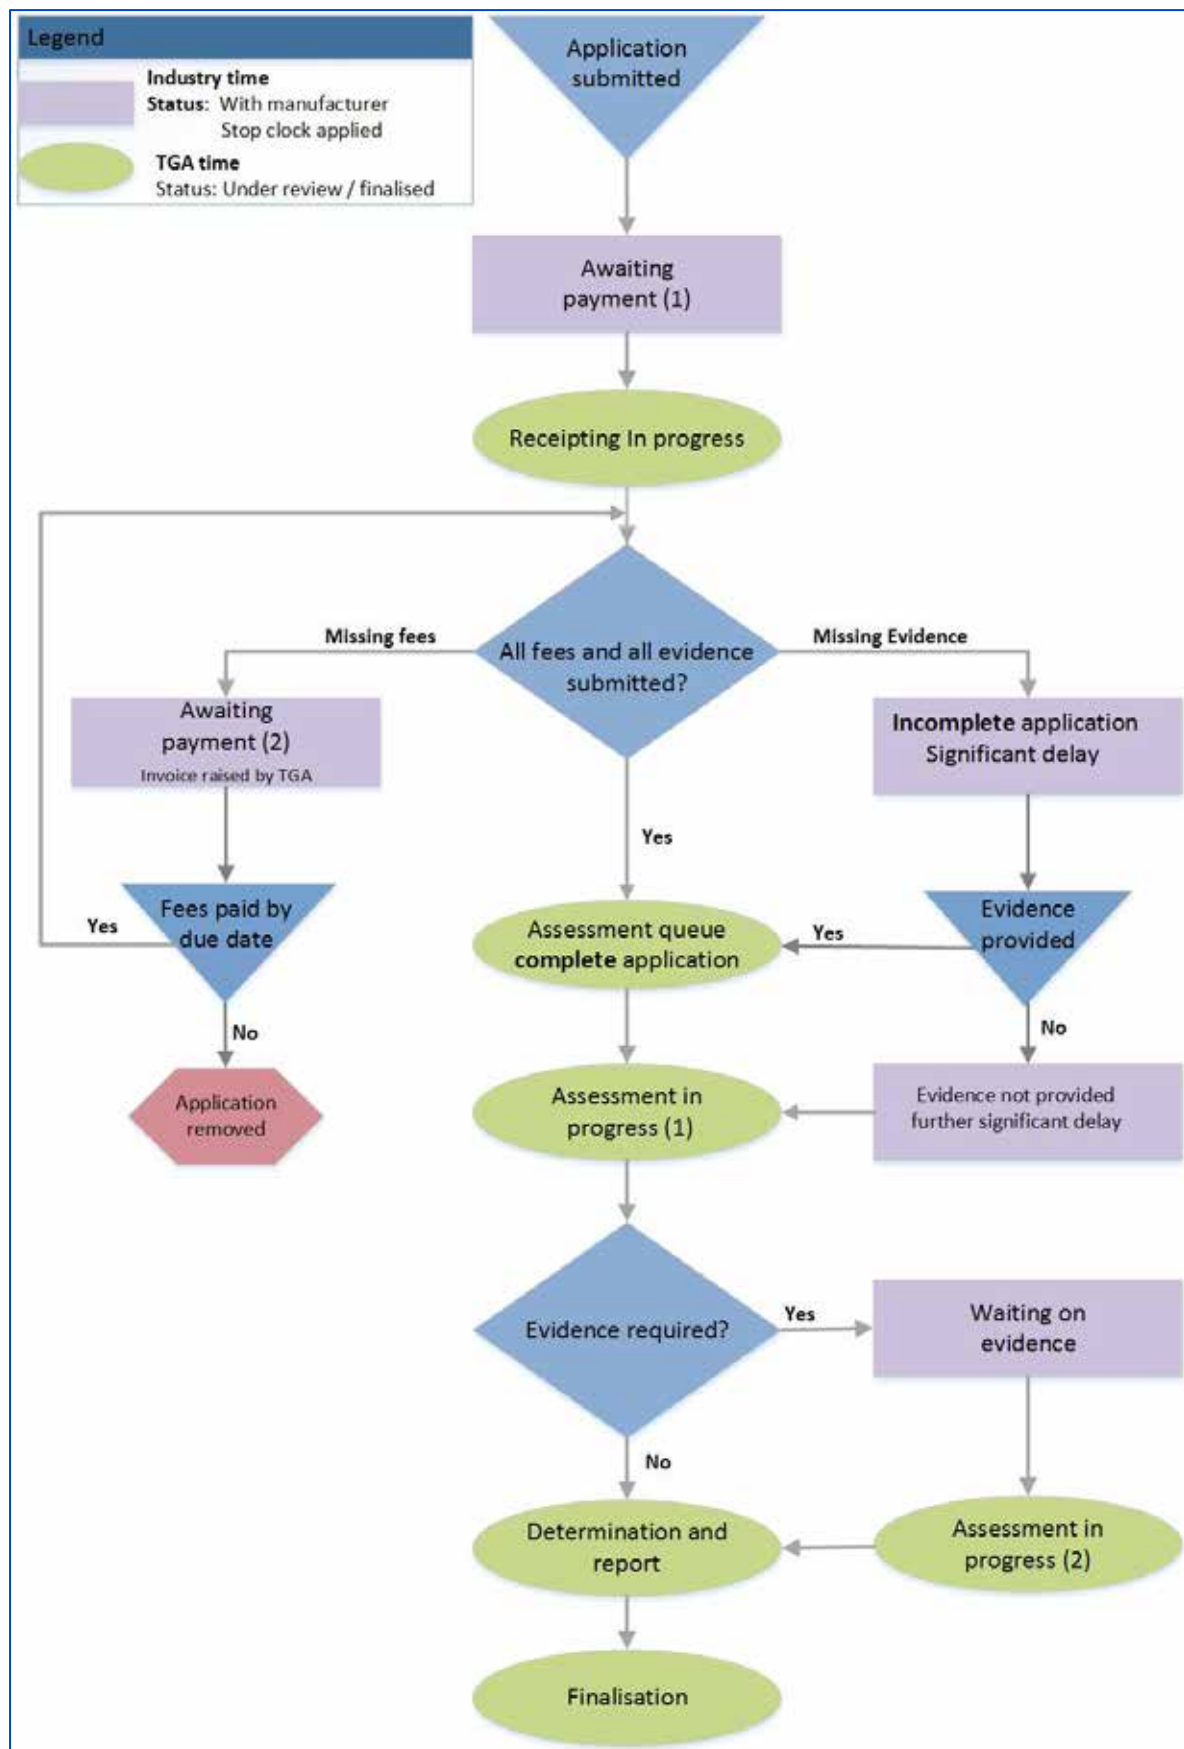 Legend
Industry time
Status: With manufacturer
Stop clock applied
TGA time
Status: Under review / finalised
Application
submitted
Awaiting
payment (1)
Receipting In progress
Missing fees
All fees and all evidence
submitted?
Missing Evidence
Awaiting
payment (2)
Invoice raised by TGA
Incomplete application
Significant delay
Yes
Fees paid by
due date
Yes
Assessment queue
complete application
Yes
Evidence
provided
No
No
Application
removed
Assessment in
progress (1)
Evidence not provided
further significant delay
Evidence required?
Yes
Waiting on
evidence
No
Determination and
report
Assessment in
progress (2)
Finalisation